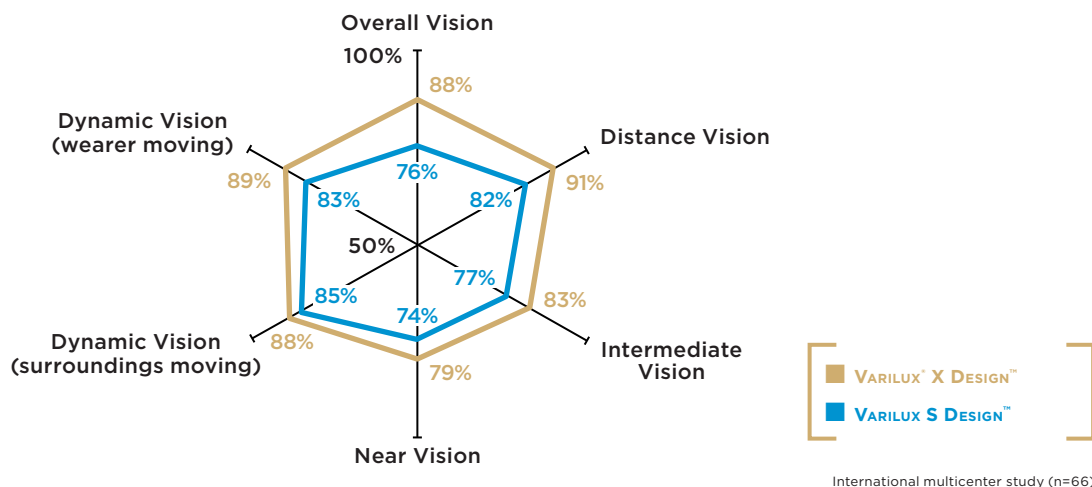 Overall Vision
100%
88%
Dynamic Vision
(wearer moving)
Distance Vision
76%
89%
91%
83%
82%
50%
77%
85%
74%
83%
88%
Dynamic Vision
(surroundings moving)
79%
Intermediate
Vision
Near Vision
VARILUX® X DESIGN™
VARILUX S DESIGN™
International multicenter study (n=66)